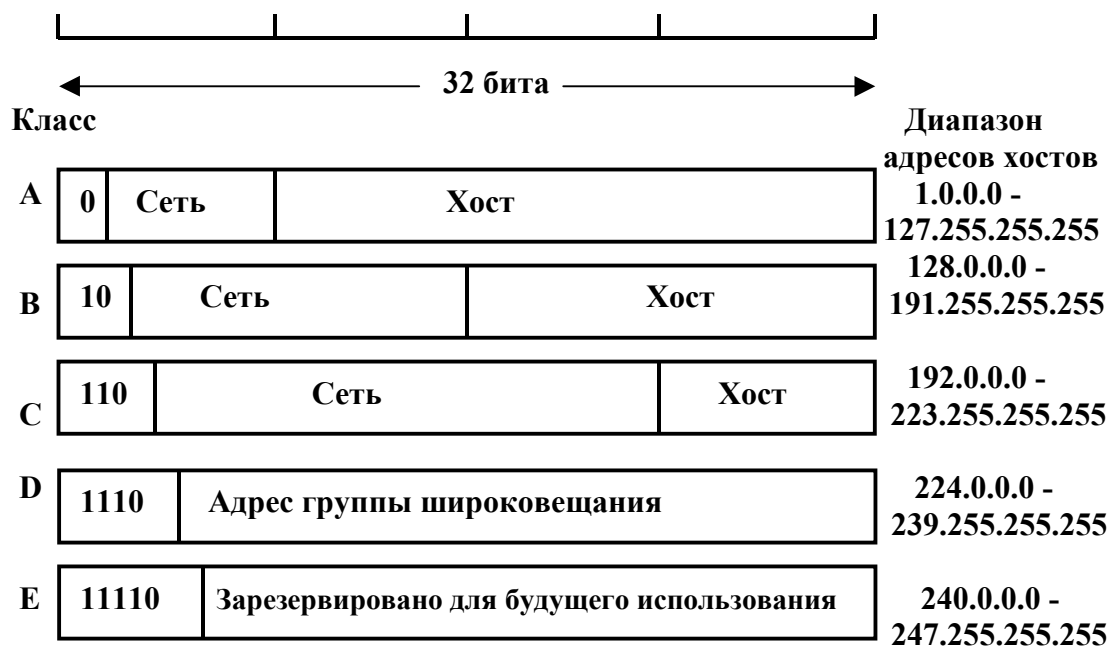 32 бита
Класс
Диапазон
адресов хостов
A
0
Сеть
Хост
1.0.0.0 -
127.255.255.255
B
10
Сеть
Хост
128.0.0.0 -
191.255.255.255
C
110
Сеть
Хост
192.0.0.0 -
223.255.255.255
D
1110
Адрес группы широковещания
224.0.0.0 -
239.255.255.255
E
11110
Зарезервировано для будущего использования
240.0.0.0 -
247.255.255.255